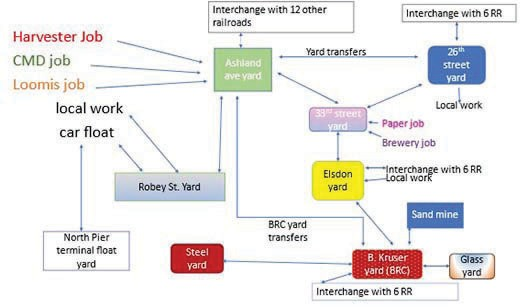 Interchange with 12 other
railroads
Interchange with 6 RR
Harvester Job
CMD job
Loomis job
Ashland
ave yard
Yard transfers
26th
street
yard
Local work
local work
car float
33rd street
yard
Paper job
Brewery job
Robey St. Yard
Elsdon
yard
Interchange with 6 RR
Local work
North Pier
terminal float
yard
BRC yard
transfers
Sand mine
Steel
yard
B. Kruser
yard (BRC)
Glass
yard
Interchange with 6 RR